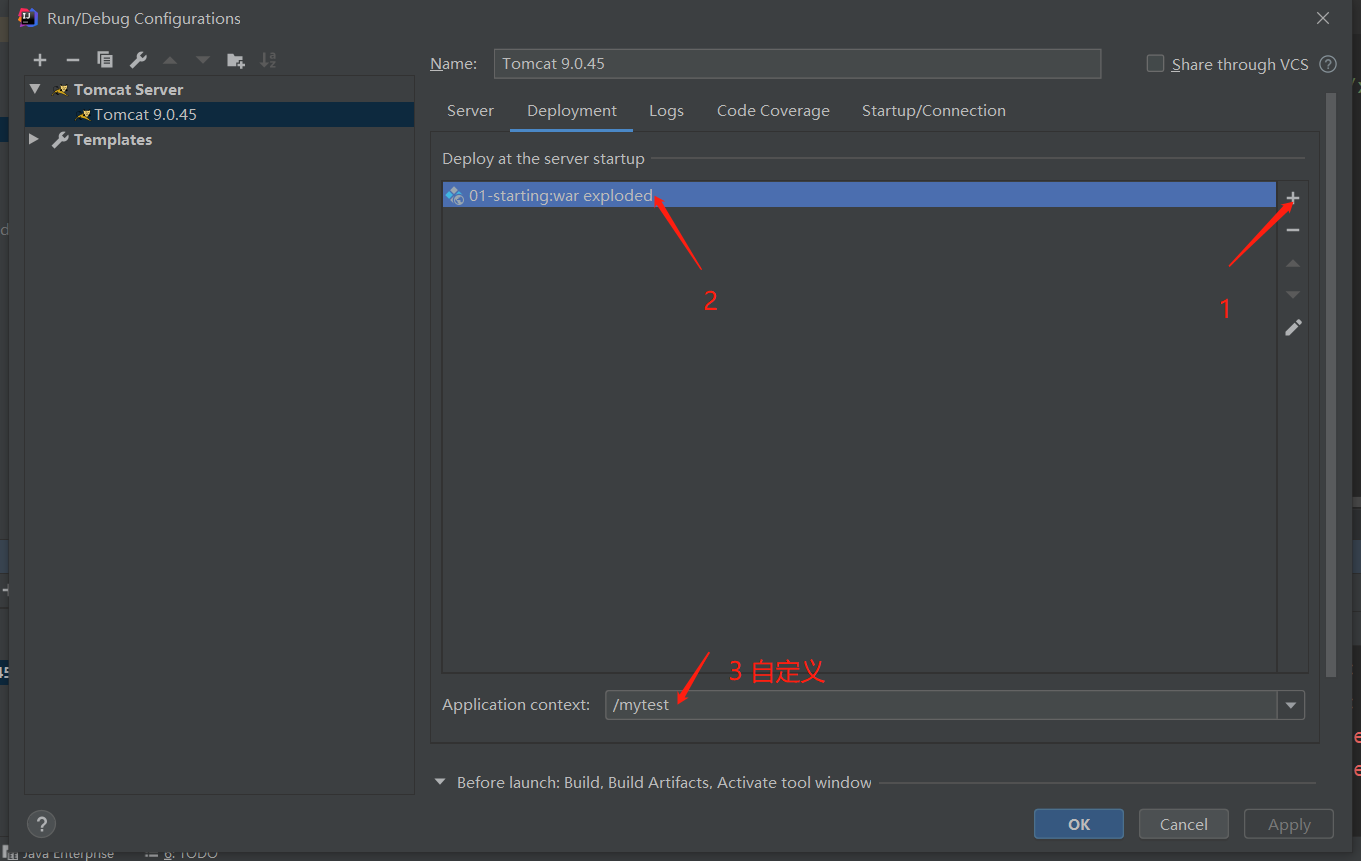 Run/Debug Configurations
Name: Tomcat 9.0.45
Share through VCS
Tomcat Server
Tomcat 9.0.45
Templates
Server Deployment Logs Code Coverage Startup/Connection
Deploy at the server startup
01-starting:war exploded
2
1
3 自定义
Application context: /mytest
Before launch: Build, Build Artifacts, Activate tool window
?
OK Cancel Apply
Java Enterprise 6: TODO